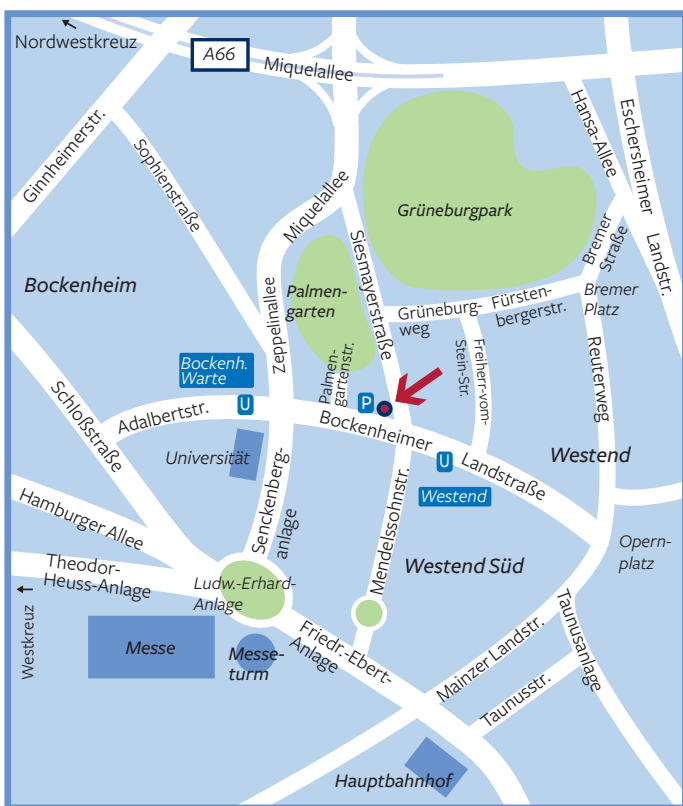 Nordwestkreuz
A66
Miquelallee
Ginnheimerstr.
Sophienstraße
Hansa-Allee
Eschersheimer
Landstr.
Miquelallee
Grüneburgpark
Siesmayerstraße
Bremer
Straße
Bockenheim
Zeppelinallee
Palmen-
garten
Grüneburg-
weg
Fürsten-
bergerstr.
Bremer
Platz
Bockenh.
Warte
U
Palmen-
gartenstr.
P
Freiherr-vom-
Stein-Str.
Reuterweg
Schloßstraße
Adalbertstr.
Bockenheimer
Landstraße
Universität
U
Westend
Westend
Hamburger Allee
Senckenberg-
anlage
Mendelssohnstr.
Westend Süd
Opern-
platz
Theodor-
Heuss-Anlage
Ludw.-Erhard-
Anlage
Westkreuz
Messe
Messe-
turm
Friedr.-Ebert-
Anlage
Mainzer Landstr.
Taunusanlage
Taunusstr.
Hauptbahnhof